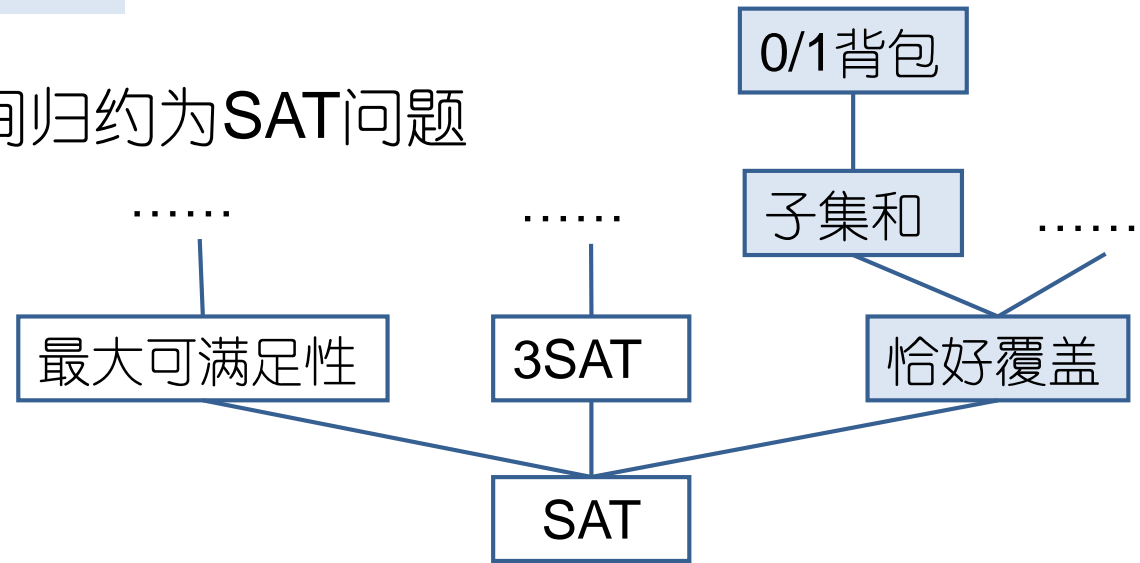 0/1背包
间归约为SAT问题
子集和
……
……
……
最大可满足性
3SAT
恰好覆盖
SAT